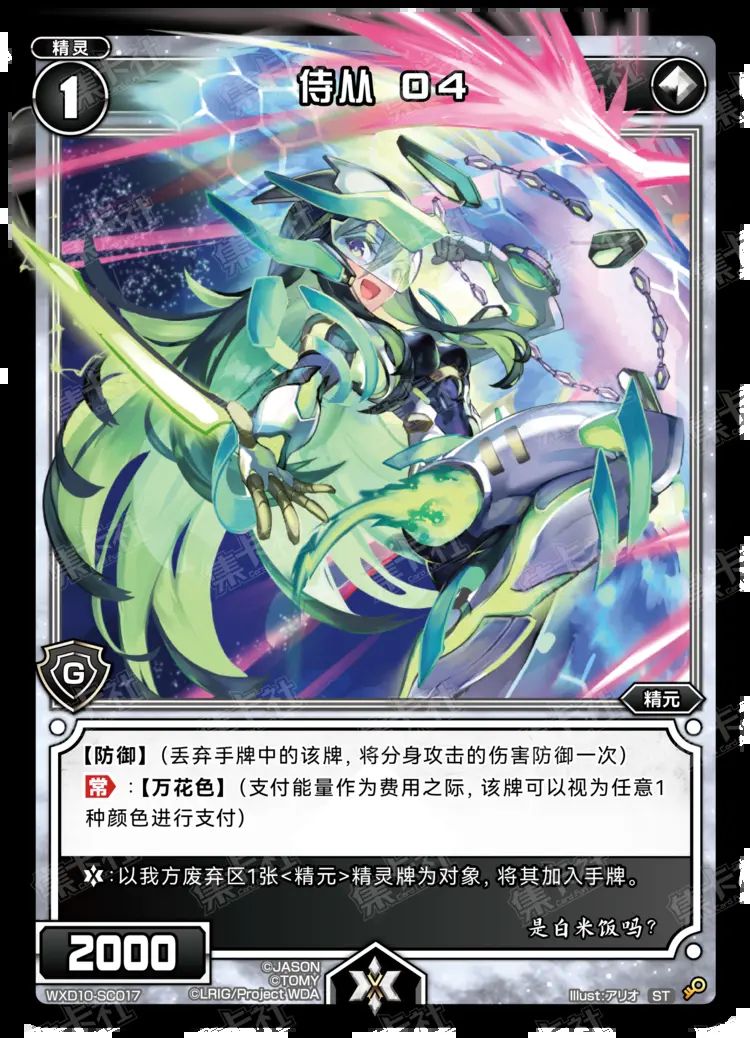 精灵
1
侍从 04
G
精元
【防御】（丢弃手牌中的该牌，将分身攻击的伤害防御一次）
常：【万花色】（支付能量作为费用之际，该牌可以视为任意1
种颜色进行支付）
：以我方废弃区1张<精元>精灵牌为对象，将其加入手牌。
是白米饭吗？
2000
©JASON
©TOMY
©LRIG/Project WDA
WXD10-SC017
Illust:アリオ
ST
集卡社